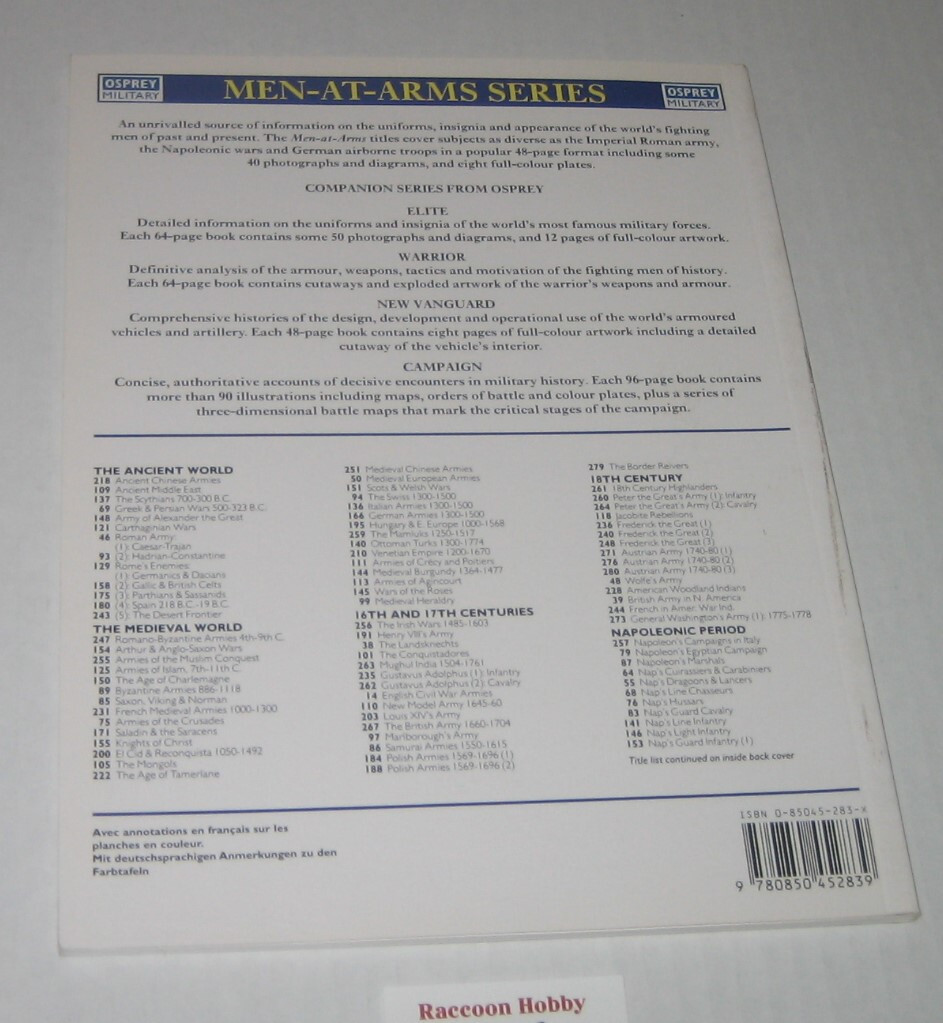 OSPREY
MILITARY
MEN-AT-ARMS SERIES
OSPREY
MILITARY
An unrivalled source of information on the uniforms, insignia and appearance of the world's fighting
men of past and present. The Men-at-Arms titles cover subjects as diverse as the Imperial Roman army,
the Napoleonic wars and German airborne troops in a popular 48-page format including some
40 photographs and diagrams, and eight full-colour plates.
COMPANION SERIES FROM OSPREY
ELITE
Detailed information on the uniforms and insignia of the world's most famous military forces.
Each 64-page book contains some 50 photographs and diagrams, and 12 pages of full-colour artwork.
WARRIOR
Definitive analysis of the armour, weapons, tactics and motivation of the fighting men of history.
Each 64-page book contains cutaways and exploded artwork of the warrior's weapons and armour.
NEW VANGUARD
Comprehensive histories of the design, development and operational use of the world's armoured
vehicles and artillery. Each 48-page book contains eight pages of full-colour artwork including a detailed
cutaway of the vehicle's interior.
CAMPAIGN
Concise, authoritative accounts of decisive encounters in military history. Each 96-page book contains
more than 90 illustrations including maps, orders of battle and colour plates, plus a series of
three-dimensional battle maps that mark the critical stages of the campaign.
THE ANCIENT WORLD
218 Ancient Chinese Armies
109 Ancient Middle East
137 The Scythians 700-300 B.C.
69 Greek & Persian Wars 500-323 B.C.
148 Army of Alexander the Great
121 Carthaginian Wars
46 Roman Army:
(1): Caesar-Trajan
93 (2): Hadrian-Constantine
129 Rome's Enemies:
(1): Germanics & Dacians
158 (2): Gallic & British Celts
175 (3): Parthians & Sassanids
180 (4): Spain 218 B.C.-19 B.C.
243 (5): The Desert Frontier
THE MEDIEVAL WORLD
247 Romano-Byzantine Armies 4th-9th C.
154 Arthur & Anglo-Saxon Wars
255 Armies of the Muslim Conquest
125 Armies of Islam, 7th-11th C.
150 The Age of Charlemagne
89 Byzantine Armies 886-1118
85 Saxon, Viking & Norman
231 French Medieval Armies 1000-1300
75 Armies of the Crusades
171 Saladin & the Saracens
155 Knights of Christ
200 El Cid & Reconquista 1050-1492
105 The Mongols
222 The Age of Tamerlane
251 Medieval Chinese Armies
50 Medieval European Armies
151 Scots & Welsh Wars
94 The Swiss 1300-1500
136 Italian Armies 1300-1500
166 German Armies 1300-1500
195 Hungary & E. Europe 1000-1568
259 The Mamluks 1250-1517
140 Ottoman Turks 1300-1774
210 Venetian Empire 1200-1670
111 Armies of Crécy and Poitiers
144 Medieval Burgundy 1364-1477
113 Armies of Agincourt
145 Wars of the Roses
99 Medieval Heraldry
16TH AND 17TH CENTURIES
256 The Irish Wars 1485-1603
191 Henry VIII's Army
38 The Landsknechts
101 The Conquistadores
263 Mughul India 1504-1761
235 Gustavus Adolphus (1): Infantry
262 Gustavus Adolphus (2): Cavalry
14 English Civil War Armies
110 New Model Army 1645-60
203 Louis XIV's Army
267 The British Army 1660-1704
97 Marlborough's Army
86 Samurai Armies 1550-1615
184 Polish Armies 1569-1696 (1)
188 Polish Armies 1569-1696 (2)
279 The Border Reivers
18TH CENTURY
261 18th Century Highlanders
260 Peter the Great's Army (1): Infantry
264 Peter the Great's Army (2): Cavalry
118 Jacobite Rebellions
236 Frederick the Great (1)
240 Frederick the Great (2)
248 Frederick the Great (3)
271 Austrian Army 1740-80 (1)
276 Austrian Army 1740-80 (2)
280 Austrian Army 1740-80 (3)
48 Wolfe's Army
228 American Woodland Indians
39 British Army in N. America
244 French in Amer. War Ind.
273 General Washington's Army (1): 1775-1778
NAPOLEONIC PERIOD
257 Napoleon's Campaigns in Italy
79 Napoleon's Egyptian Campaign
87 Napoleon's Marshals
64 Nap's Cuirassiers & Carabiniers
55 Nap's Dragoons & Lancers
68 Nap's Line Chasseurs
76 Nap's Hussars
83 Nap's Guard Cavalry
141 Nap's Line Infantry
146 Nap's Light Infantry
153 Nap's Guard Infantry (1)
Title list continued on inside back cover
Avec annotations en français sur les
planches en couleur.
Mit deutschsprachigen Anmerkungen zu den
Farbtafeln
ISBN 0-85045-283-X
9 780850 452839
Raccoon Hobby